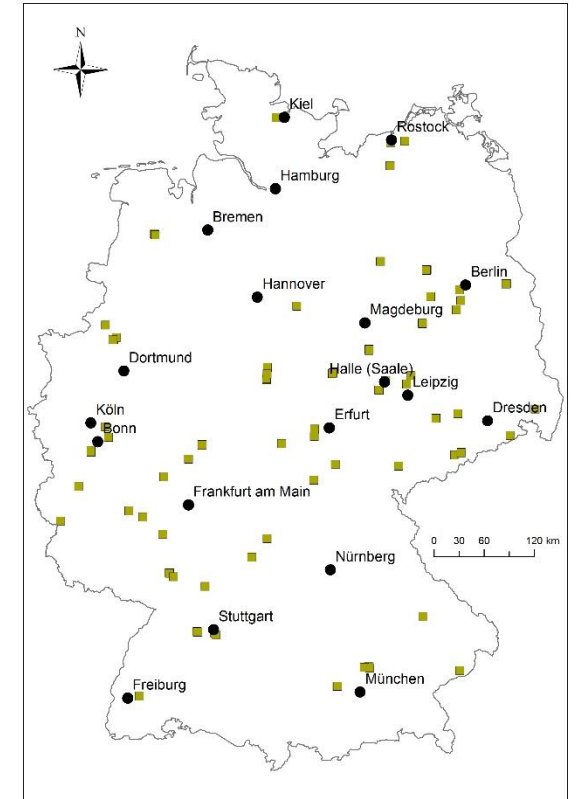 N
Kiel
Rostock
Hamburg
Bremen
Berlin
Hannover
Magdeburg
Dortmund
Halle (Saale)
Leipzig
Köln
Erfurt
Dresden
Bonn
Frankfurt am Main
0 30 60 120 km
Nürnberg
Stuttgart
München
Freiburg